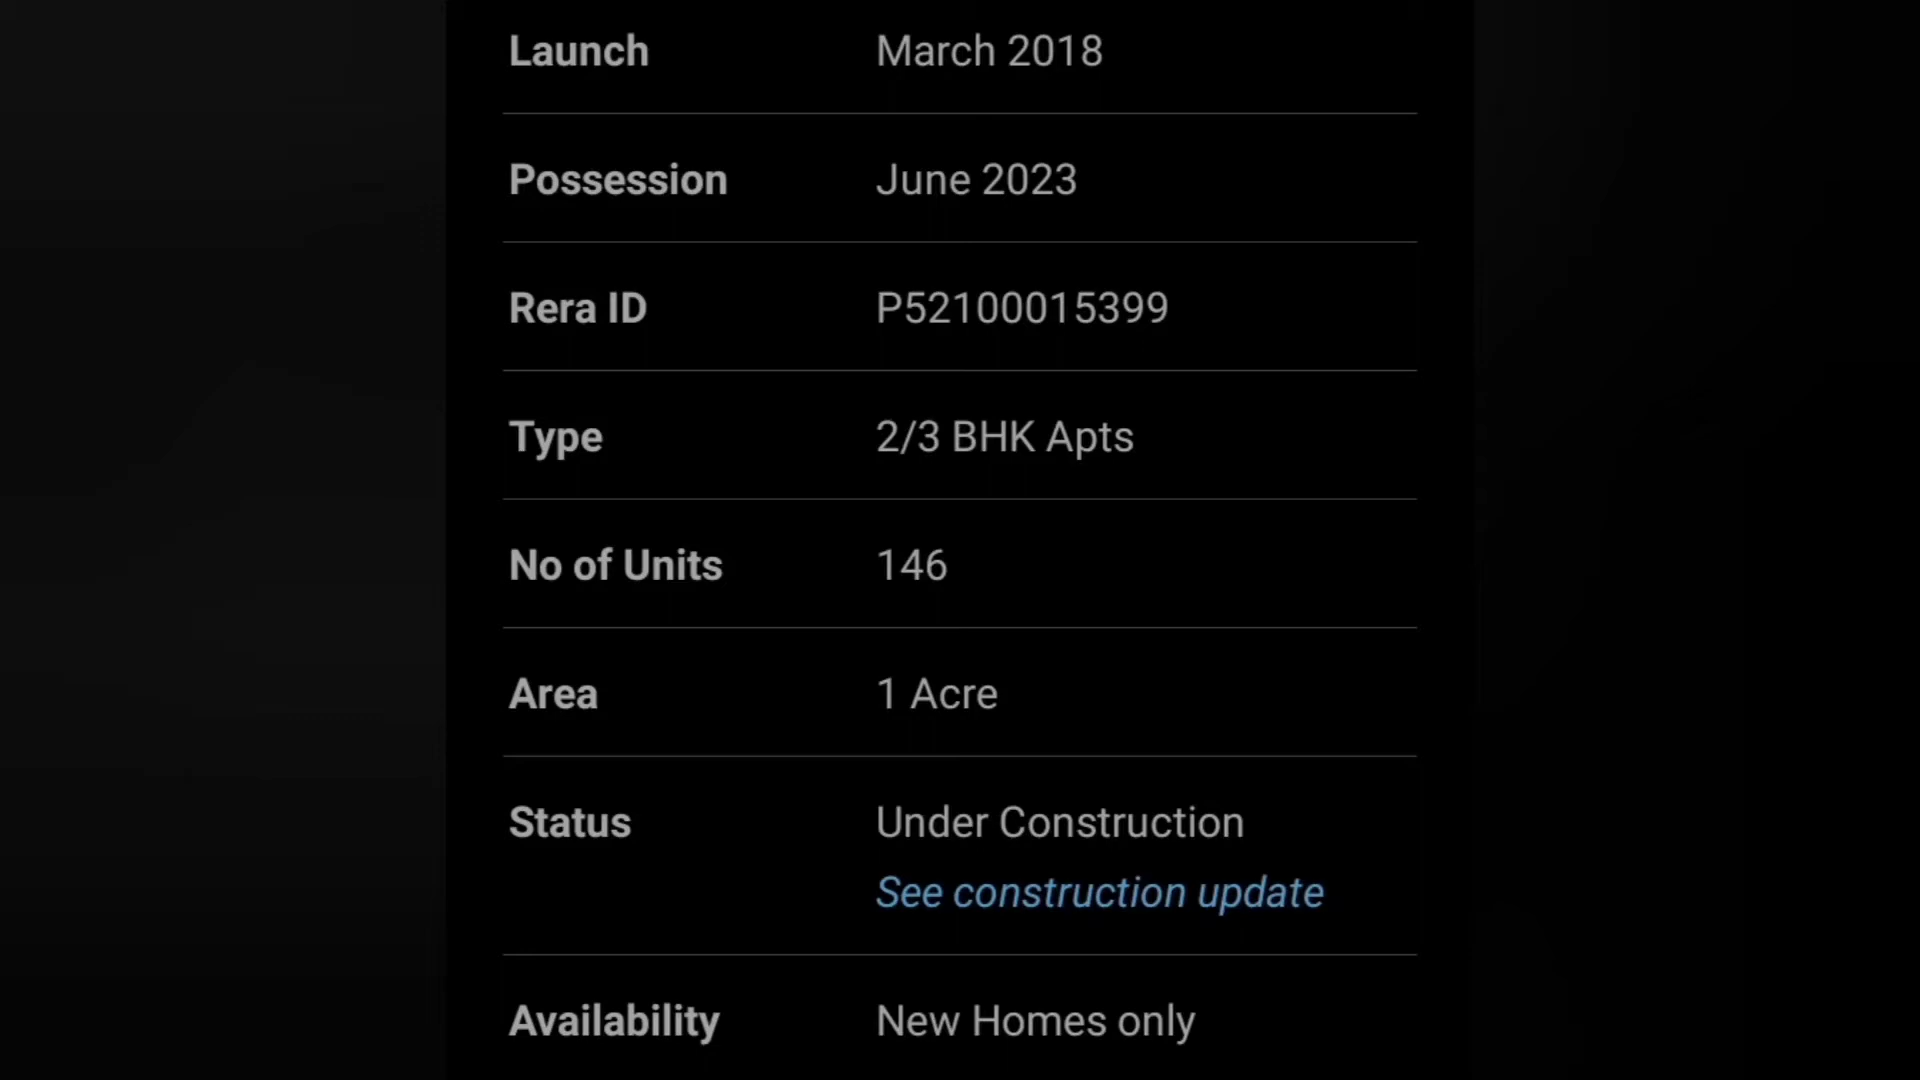 Launch March 2018
Possession June 2023
Rera ID P52100015399
Type 2/3 BHK Apts
No of Units 146
Area 1 Acre
Status Under Construction
See construction update
Availability New Homes only